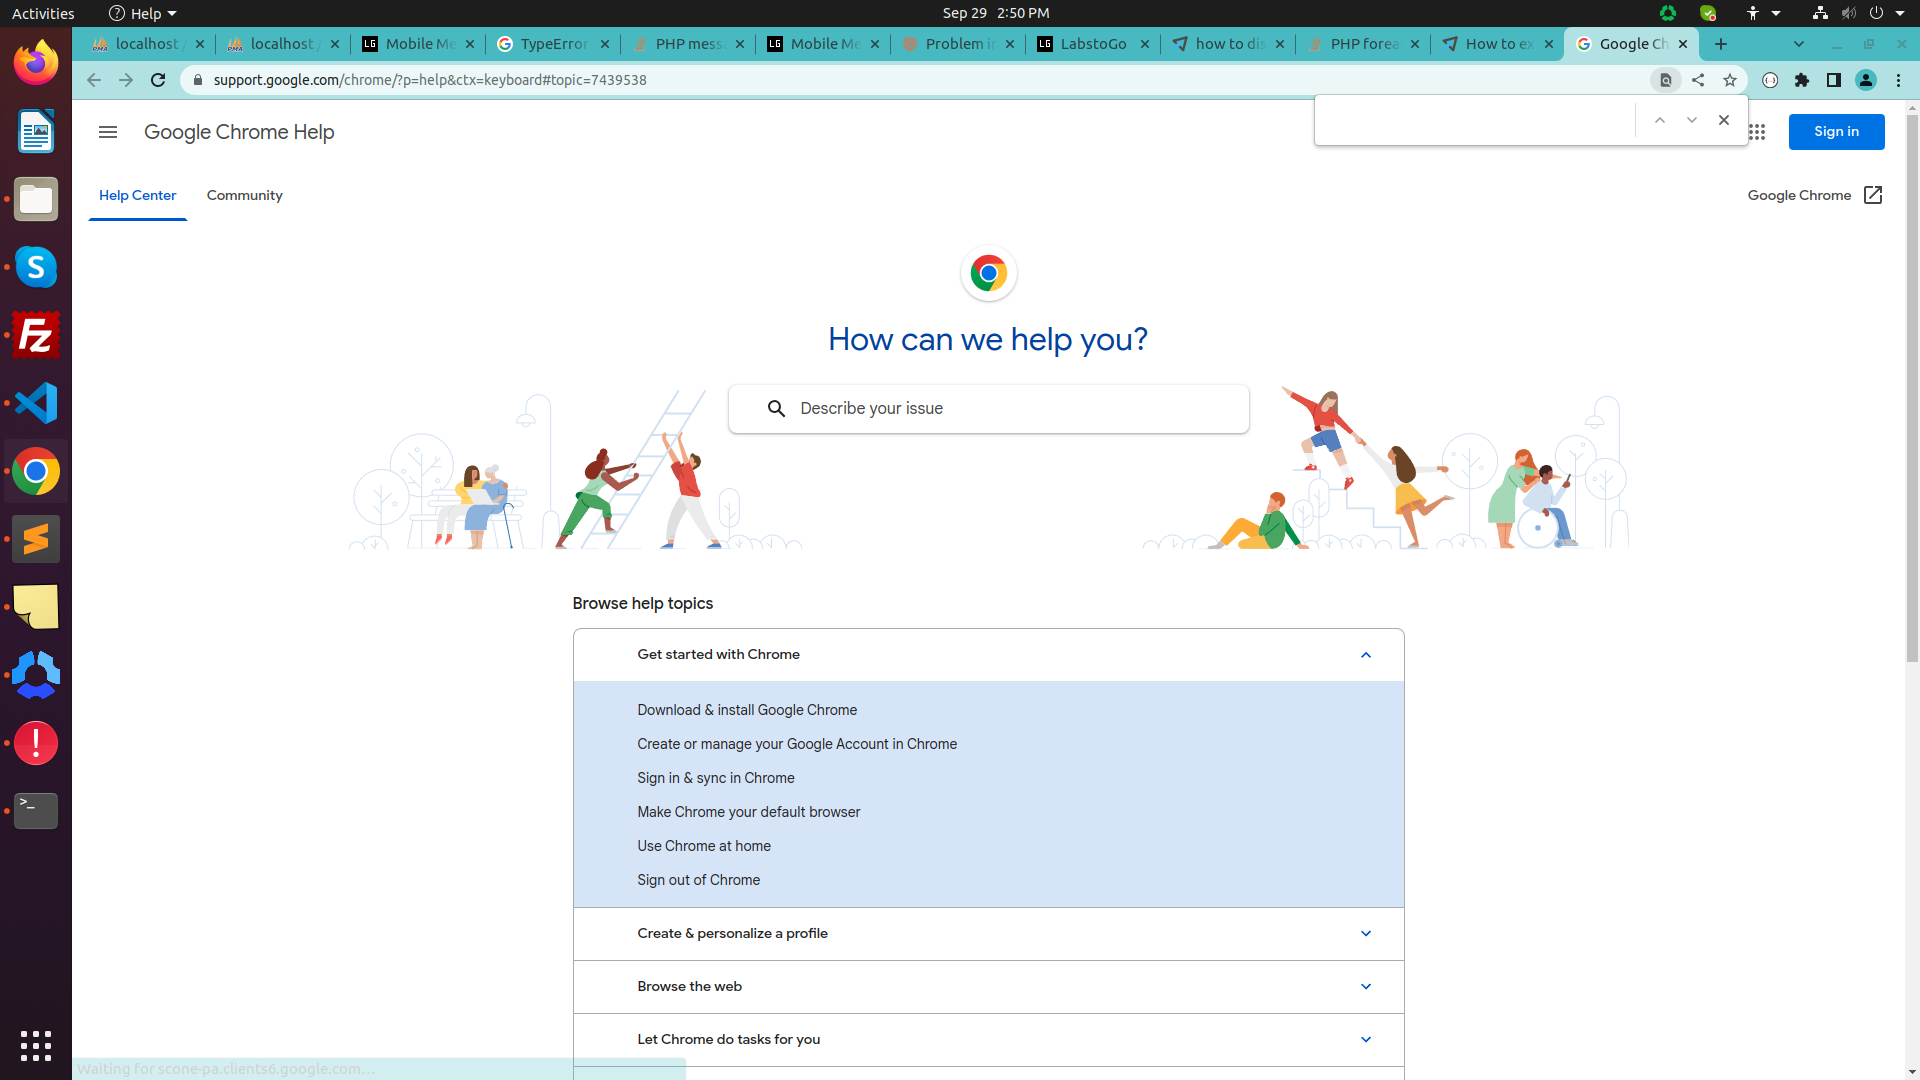 Activities
Help
Sep 29 2:50 PM
localhost /
localhost /
Mobile Me
TypeError
PHP mess
Mobile Me
Problem in
LabstoGo
how to dis
PHP forea
How to ex
Google Ch
support.google.com/chrome/?p=help&ctx=keyboard#topic=7439538
Google Chrome Help
Sign in
Help Center
Community
Google Chrome
How can we help you?
Describe your issue
Browse help topics
Get started with Chrome
Download & install Google Chrome
Create or manage your Google Account in Chrome
Sign in & sync in Chrome
Make Chrome your default browser
Use Chrome at home
Sign out of Chrome
Create & personalize a profile
Browse the web
Let Chrome do tasks for you
Waiting for scone-pa.clients6.google.com...